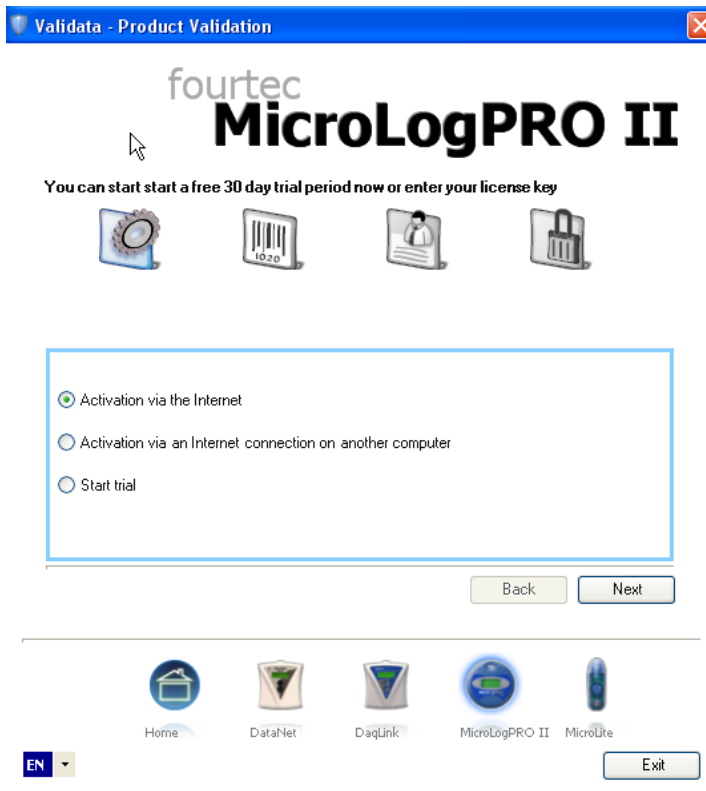 Validata - Product Validation
fourtec
MicroLogPRO II
You can start start a free 30 day trial period now or enter your license key
1020
Activation via the Internet
Activation via an Internet connection on another computer
Start trial
Back
Next
Home
DataNet
DaqLink
MicroLogPRO II
MicroLite
EN
Exit